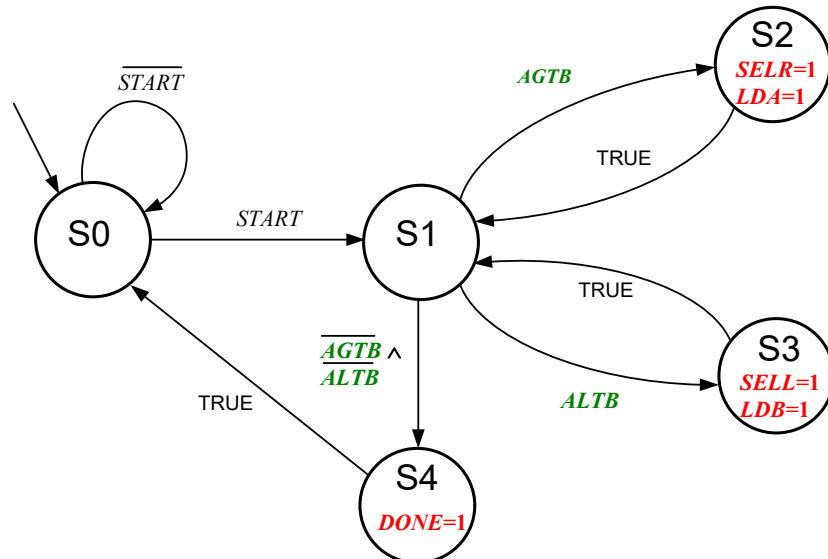 S2
SELR=1
LDA=1
AGTB
START
TRUE
S0
START
S1
TRUE
S3
SELL=1
LDB=1
AGTB ^
ALTB
ALTB
TRUE
S4
DONE=1